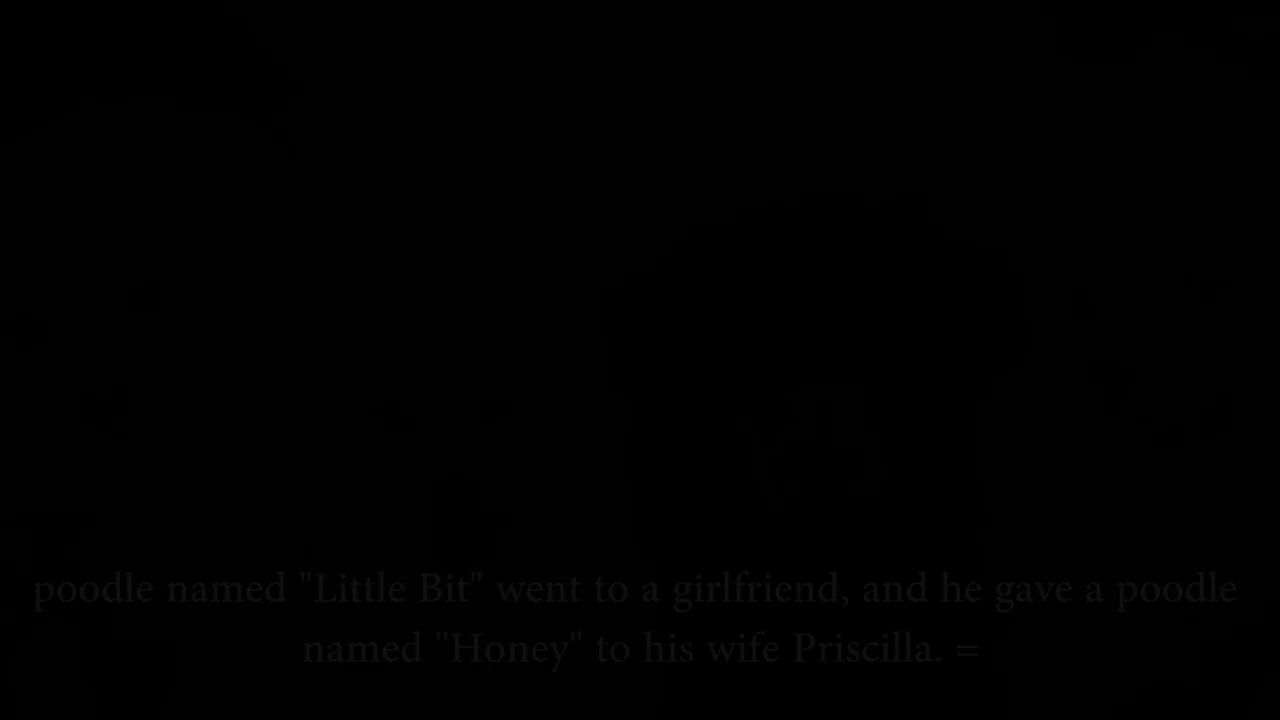 poodle named "Little Bit" went to a girlfriend, and he gave a poodle
named "Honey" to his wife Priscilla. =